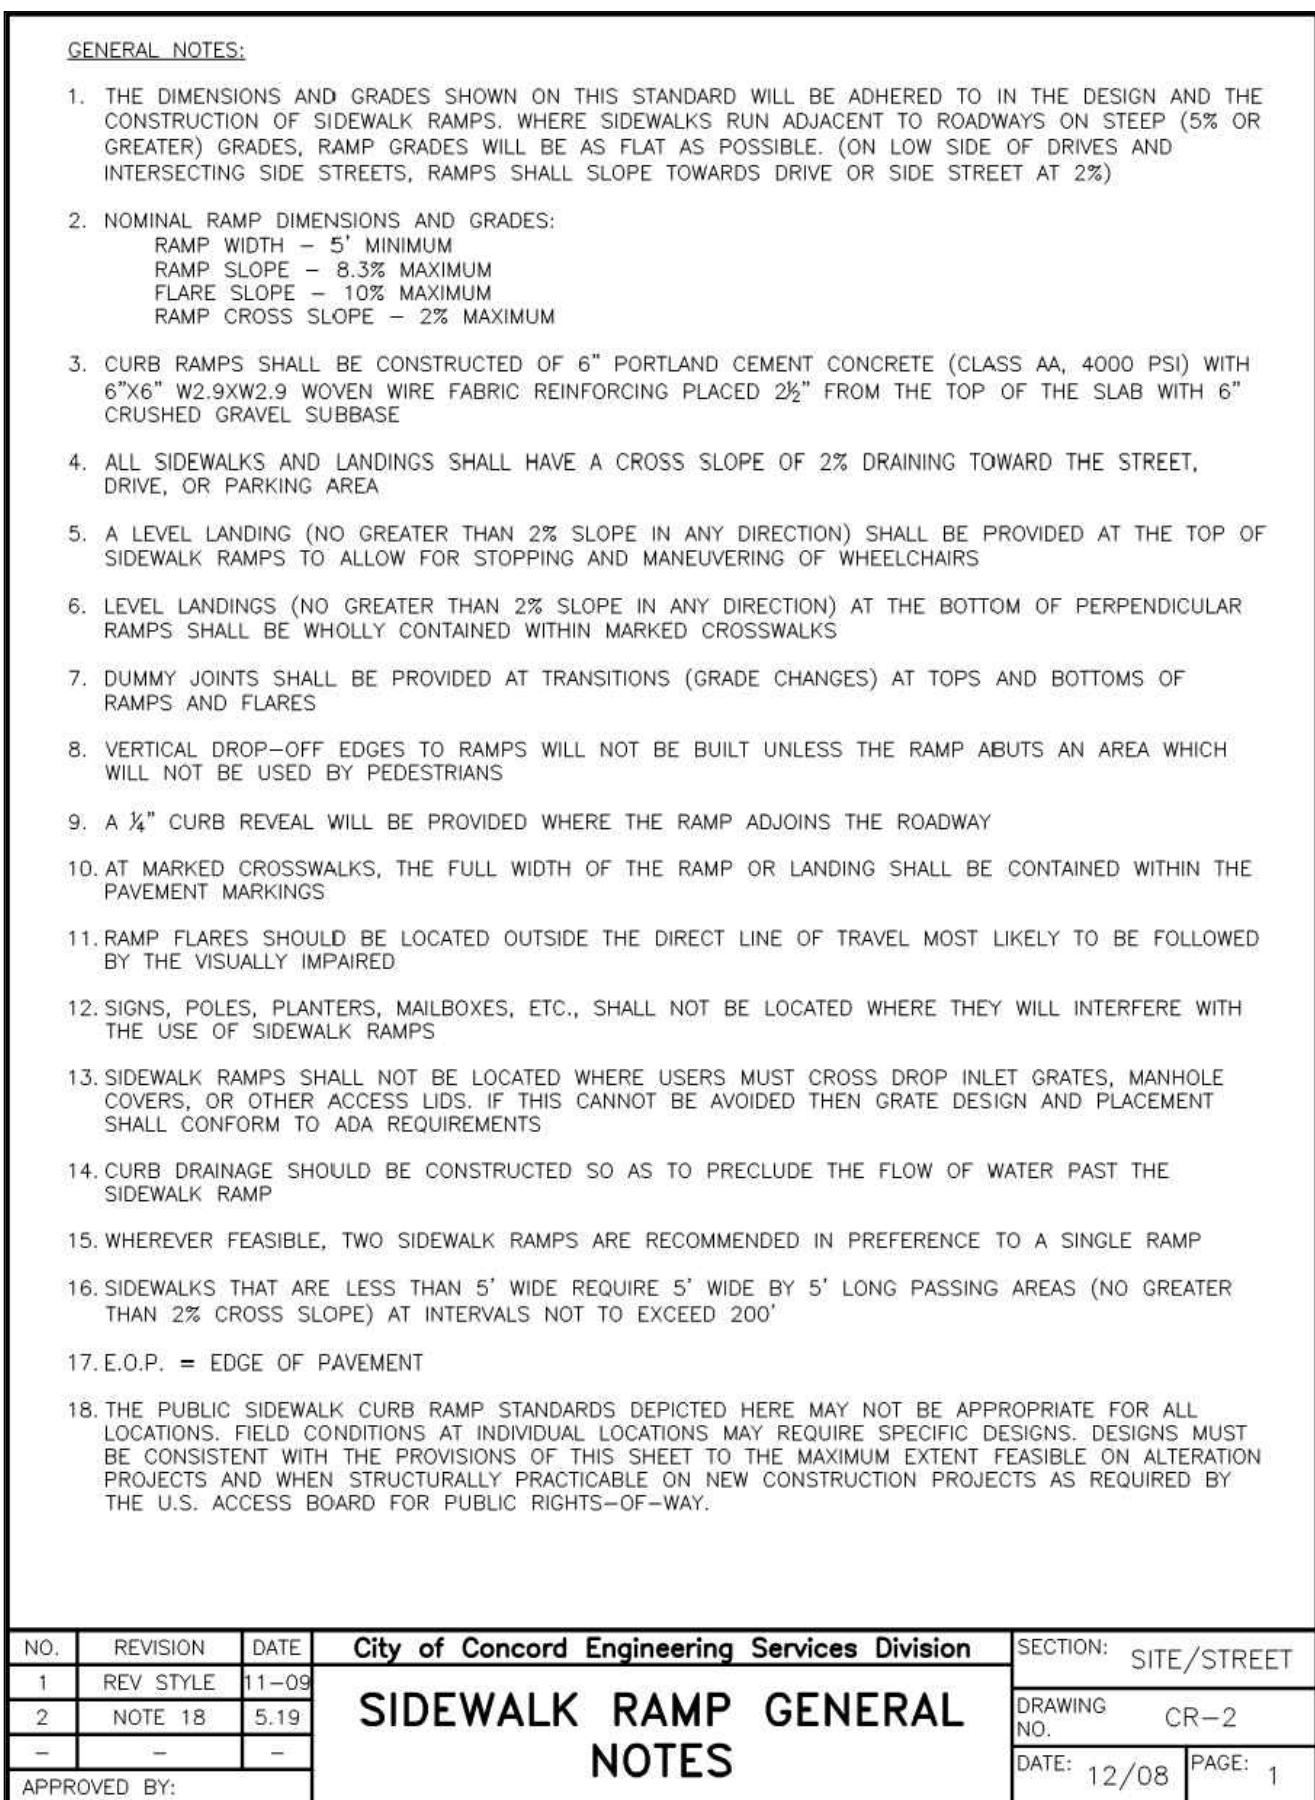 GENERAL NOTES:
1. THE DIMENSIONS AND GRADES SHOWN ON THIS STANDARD WILL BE ADHERED TO IN THE DESIGN AND THE
CONSTRUCTION OF SIDEWALK RAMPS. WHERE SIDEWALKS RUN ADJACENT TO ROADWAYS ON STEEP (5% OR
GREATER) GRADES, RAMP GRADES WILL BE AS FLAT AS POSSIBLE. (ON LOW SIDE OF DRIVES AND
INTERSECTING SIDE STREETS, RAMPS SHALL SLOPE TOWARDS DRIVE OR SIDE STREET AT 2%)
2. NOMINAL RAMP DIMENSIONS AND GRADES:
RAMP WIDTH – 5' MINIMUM
RAMP SLOPE – 8.3% MAXIMUM
FLARE SLOPE – 10% MAXIMUM
RAMP CROSS SLOPE – 2% MAXIMUM
3. CURB RAMPS SHALL BE CONSTRUCTED OF 6" PORTLAND CEMENT CONCRETE (CLASS AA, 4000 PSI) WITH
6"X6" W2.9XW2.9 WOVEN WIRE FABRIC REINFORCING PLACED 2½" FROM THE TOP OF THE SLAB WITH 6"
CRUSHED GRAVEL SUBBASE
4. ALL SIDEWALKS AND LANDINGS SHALL HAVE A CROSS SLOPE OF 2% DRAINING TOWARD THE STREET,
DRIVE, OR PARKING AREA
5. A LEVEL LANDING (NO GREATER THAN 2% SLOPE IN ANY DIRECTION) SHALL BE PROVIDED AT THE TOP OF
SIDEWALK RAMPS TO ALLOW FOR STOPPING AND MANEUVERING OF WHEELCHAIRS
6. LEVEL LANDINGS (NO GREATER THAN 2% SLOPE IN ANY DIRECTION) AT THE BOTTOM OF PERPENDICULAR
RAMPS SHALL BE WHOLLY CONTAINED WITHIN MARKED CROSSWALKS
7. DUMMY JOINTS SHALL BE PROVIDED AT TRANSITIONS (GRADE CHANGES) AT TOPS AND BOTTOMS OF
RAMPS AND FLARES
8. VERTICAL DROP–OFF EDGES TO RAMPS WILL NOT BE BUILT UNLESS THE RAMP ABUTS AN AREA WHICH
WILL NOT BE USED BY PEDESTRIANS
9. A ¼" CURB REVEAL WILL BE PROVIDED WHERE THE RAMP ADJOINS THE ROADWAY
10. AT MARKED CROSSWALKS, THE FULL WIDTH OF THE RAMP OR LANDING SHALL BE CONTAINED WITHIN THE
PAVEMENT MARKINGS
11. RAMP FLARES SHOULD BE LOCATED OUTSIDE THE DIRECT LINE OF TRAVEL MOST LIKELY TO BE FOLLOWED
BY THE VISUALLY IMPAIRED
12. SIGNS, POLES, PLANTERS, MAILBOXES, ETC., SHALL NOT BE LOCATED WHERE THEY WILL INTERFERE WITH
THE USE OF SIDEWALK RAMPS
13. SIDEWALK RAMPS SHALL NOT BE LOCATED WHERE USERS MUST CROSS DROP INLET GRATES, MANHOLE
COVERS, OR OTHER ACCESS LIDS. IF THIS CANNOT BE AVOIDED THEN GRATE DESIGN AND PLACEMENT
SHALL CONFORM TO ADA REQUIREMENTS
14. CURB DRAINAGE SHOULD BE CONSTRUCTED SO AS TO PRECLUDE THE FLOW OF WATER PAST THE
SIDEWALK RAMP
15. WHEREVER FEASIBLE, TWO SIDEWALK RAMPS ARE RECOMMENDED IN PREFERENCE TO A SINGLE RAMP
16. SIDEWALKS THAT ARE LESS THAN 5' WIDE REQUIRE 5' WIDE BY 5' LONG PASSING AREAS (NO GREATER
THAN 2% CROSS SLOPE) AT INTERVALS NOT TO EXCEED 200'
17. E.O.P. = EDGE OF PAVEMENT
18. THE PUBLIC SIDEWALK CURB RAMP STANDARDS DEPICTED HERE MAY NOT BE APPROPRIATE FOR ALL
LOCATIONS. FIELD CONDITIONS AT INDIVIDUAL LOCATIONS MAY REQUIRE SPECIFIC DESIGNS. DESIGNS MUST
BE CONSISTENT WITH THE PROVISIONS OF THIS SHEET TO THE MAXIMUM EXTENT FEASIBLE ON ALTERATION
PROJECTS AND WHEN STRUCTURALLY PRACTICABLE ON NEW CONSTRUCTION PROJECTS AS REQUIRED BY
THE U.S. ACCESS BOARD FOR PUBLIC RIGHTS–OF–WAY.
NO. REVISION DATE
1 REV STYLE 11–09
2 NOTE 18 5.19
– – –
APPROVED BY:
City of Concord Engineering Services Division
SIDEWALK RAMP GENERAL
NOTES
SECTION: SITE/STREET
DRAWING
NO. CR–2
DATE: 12/08 PAGE: 1